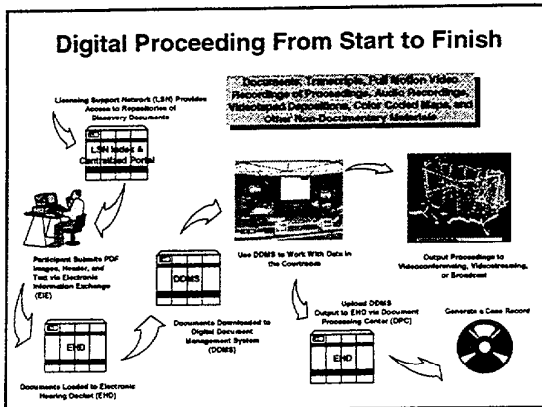 Digital Proceeding From Start to Finish
Documents, Transcripts, Full Motion Video
Recordings of Proceedings, Audio Recordings,
Videotaped Depositions, Color Coded Maps, and
Other Non-Documentary Materials
Licensing Support Network (LSN) Provides
Access to Repositories of
Discovery Documents
LSN Index &
Centralized Portal
Participant Submits PDF
Images, Header, and
Text via Electronic
Information Exchange (EIE)
EHD
Documents Loaded to Electronic
Hearing Docket (EHD)
DDMS
Documents Downloaded to
Digital Document
Management System
(DDMS)
Use DDMS to Work With Data in
the Courtroom
Output Proceedings to
Videoconferencing, Videostreaming,
or Broadcast
Upload DDMS
Output to EHD via Document
Processing Center (DPC)
EHD
Generate a Case Record